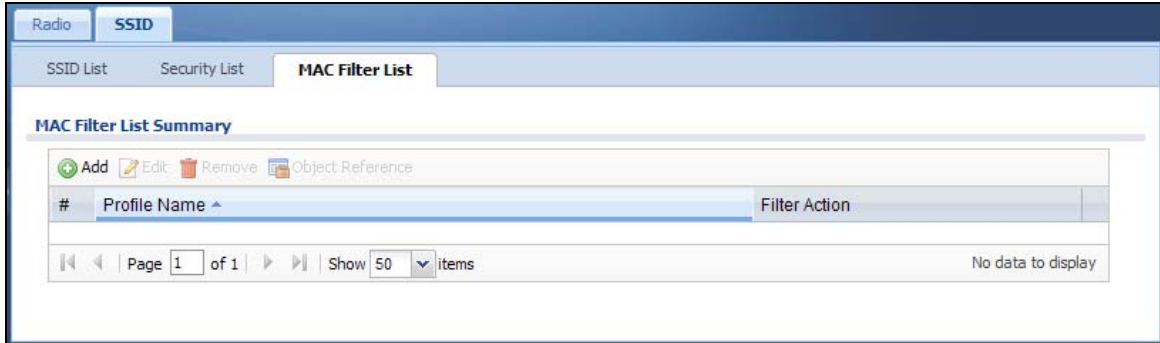 Radio SSID
SSID List Security List MAC Filter List
MAC Filter List Summary
Add Edit Remove Object Reference
# Profile Name Filter Action
Page 1 of 1 Show 50 items No data to display